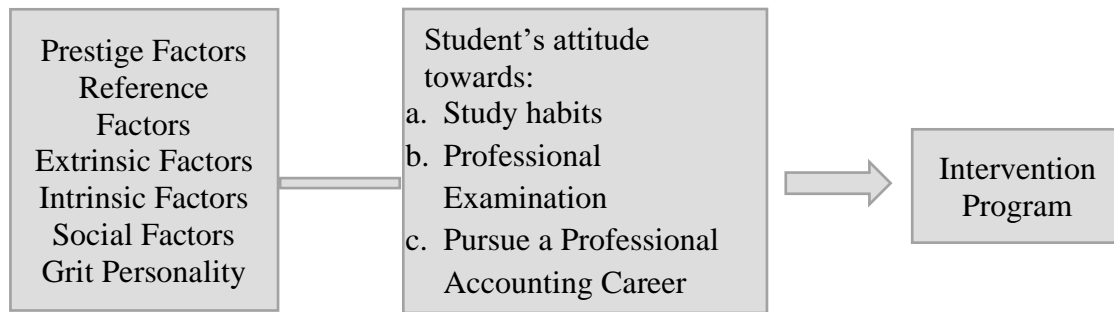 Prestige Factors
Reference
Factors
Extrinsic Factors
Intrinsic Factors
Social Factors
Grit Personality
Student’s attitude
towards:
a. Study habits
b. Professional
Examination
c. Pursue a Professional
Accounting Career
Intervention
Program